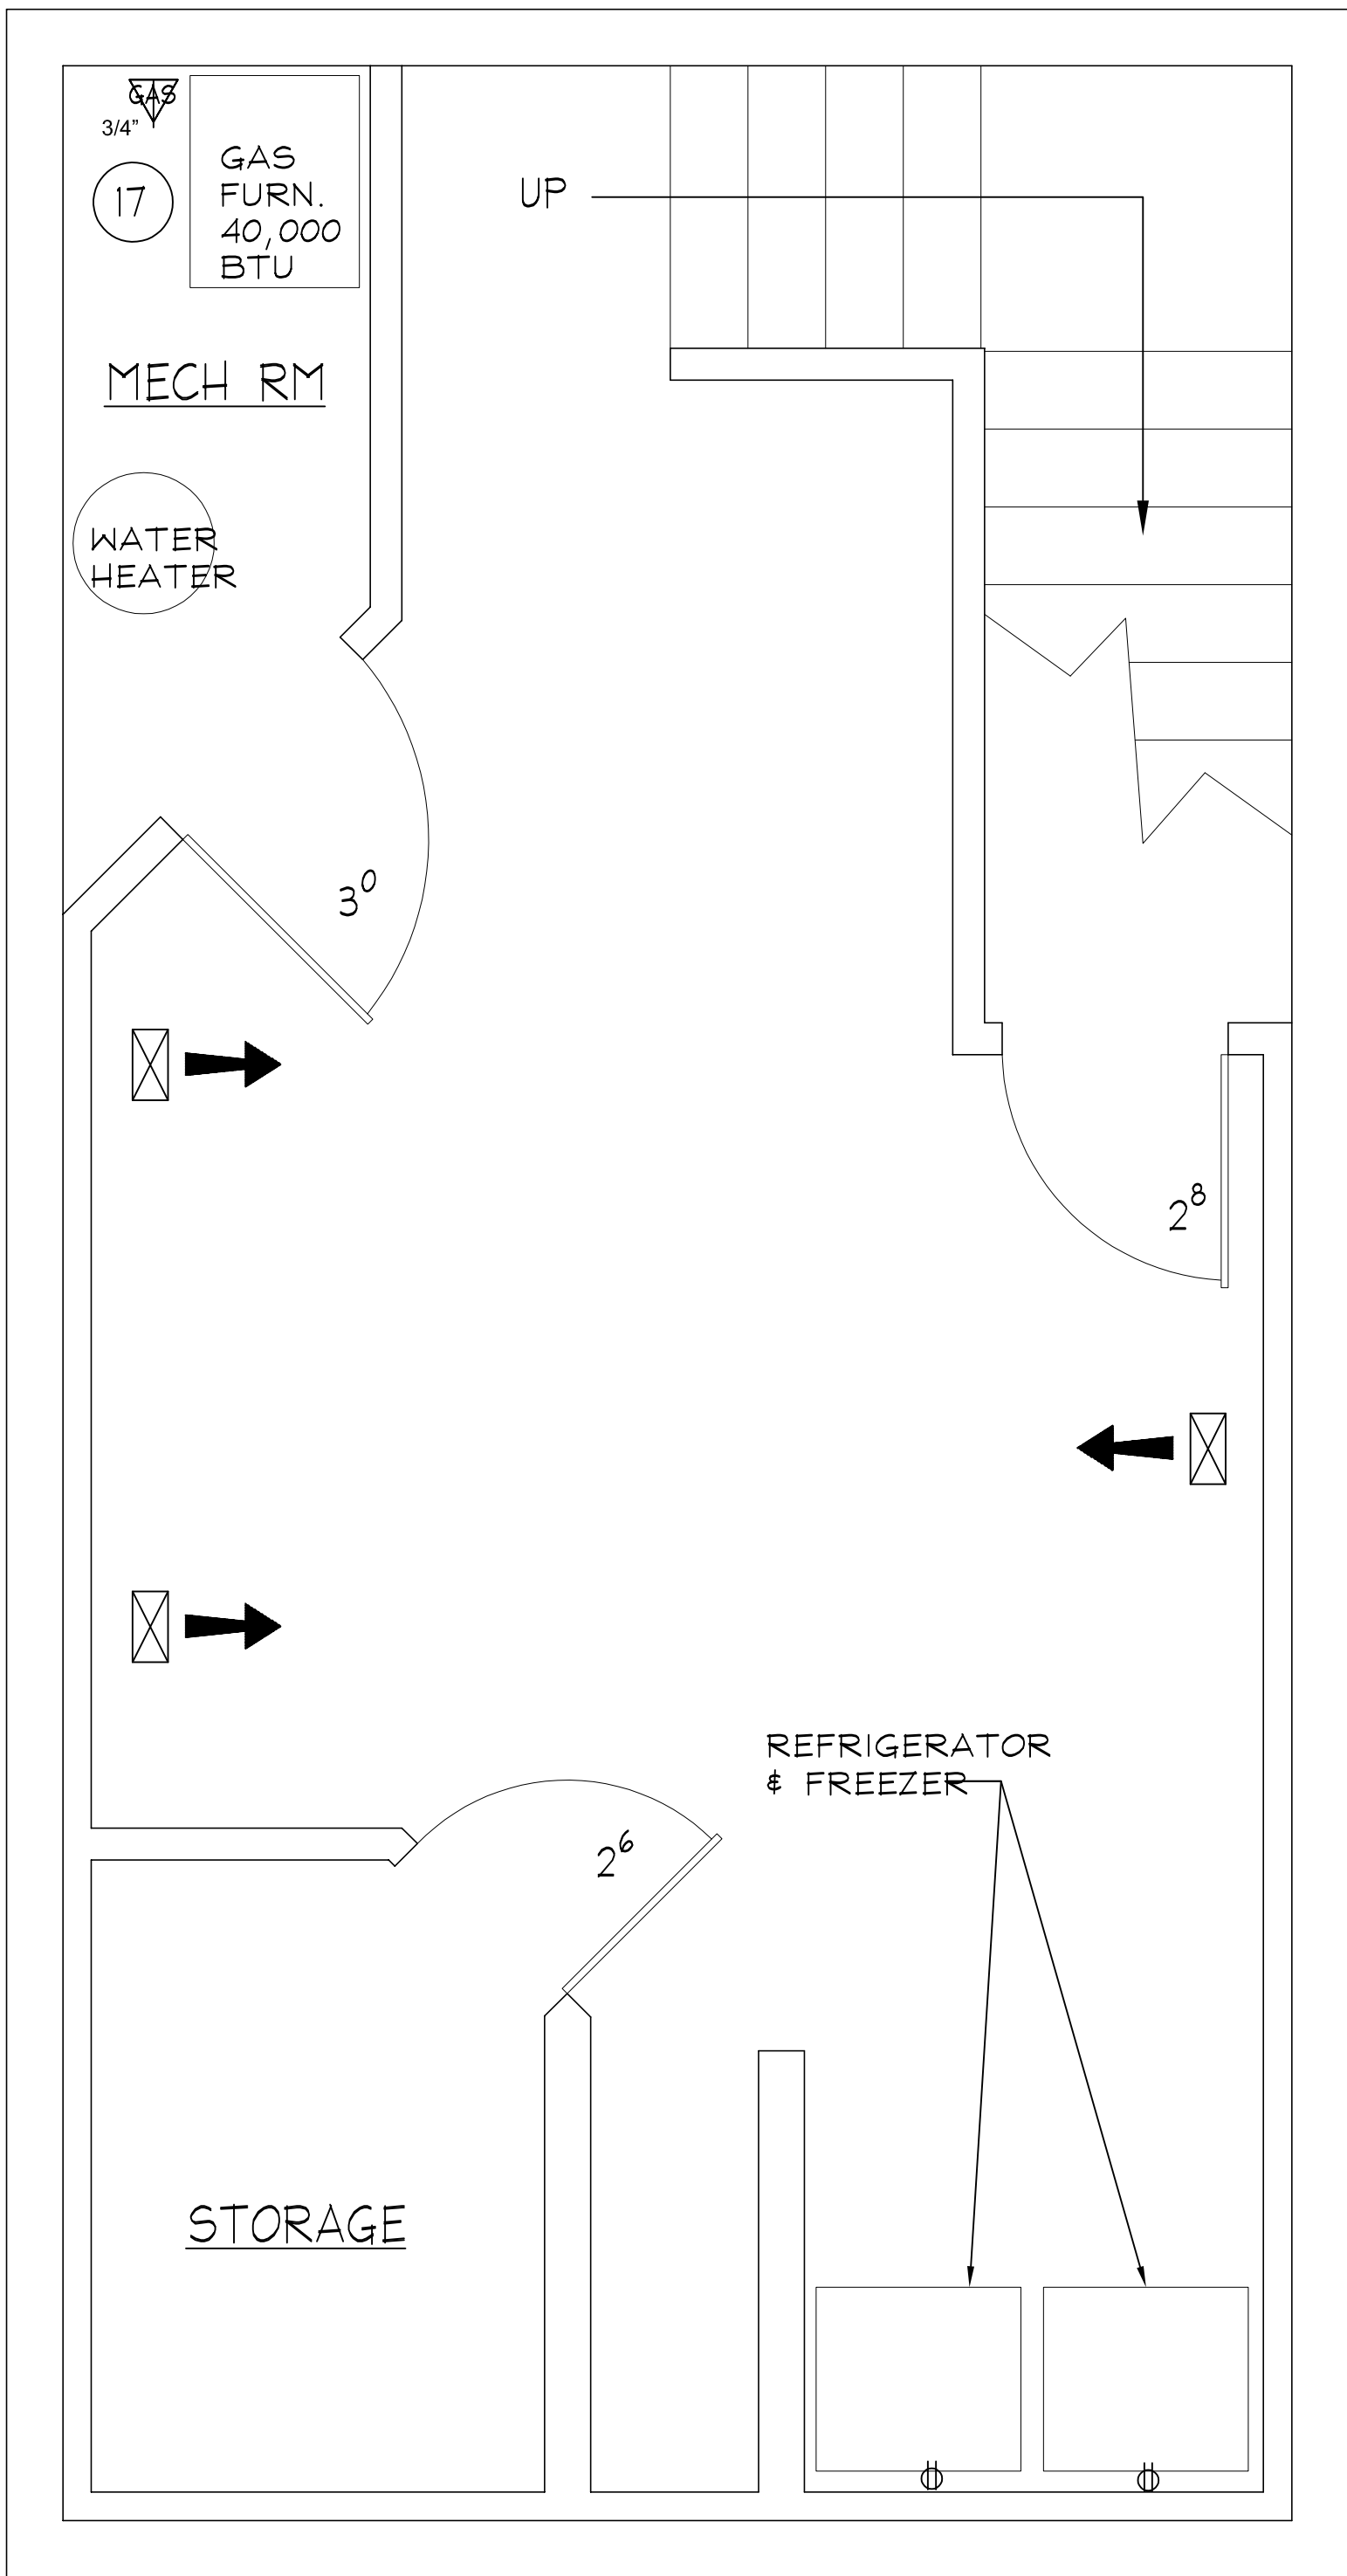 GAS
3/4"
17
GAS
FURN.
40,000
BTU
UP
MECH RM
WATER
HEATER
3⁰
2⁸
REFRIGERATOR
& FREEZER
2⁶
STORAGE